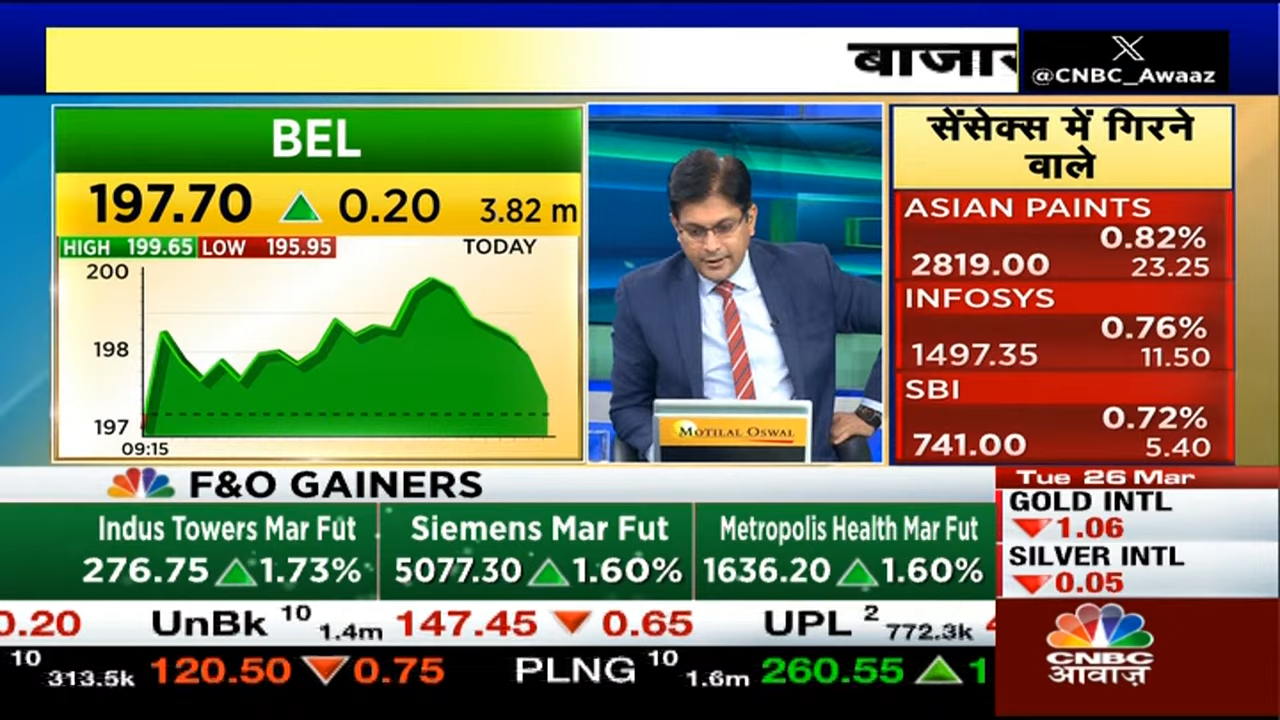 बाजार
X
@CNBC_Awaaz
BEL
197.70 ▲ 0.20 3.82 m
HIGH 199.65 LOW 195.95 TODAY
200
198
197
09:15
MOTILAL OSWAL
सेंसेक्स में गिरने
वाले
ASIAN PAINTS
0.82%
2819.00 23.25
INFOSYS
0.76%
1497.35 11.50
SBI
0.72%
741.00 5.40
F&O GAINERS
Indus Towers Mar Fut
276.75 ▲ 1.73%
Siemens Mar Fut
5077.30 ▲ 1.60%
Metropolis Health Mar Fut
1636.20 ▲ 1.60%
Tue 26 Mar
GOLD INTL
▼ 1.06
SILVER INTL
▼ 0.05
0.20 UnBk 10 1.4m 147.45 ▼ 0.65 UPL 2 772.3k
10 313.5k 120.50 ▼ 0.75 PLNG 10 1.6m 260.55 ▲ 1
CNBC
आवाज़